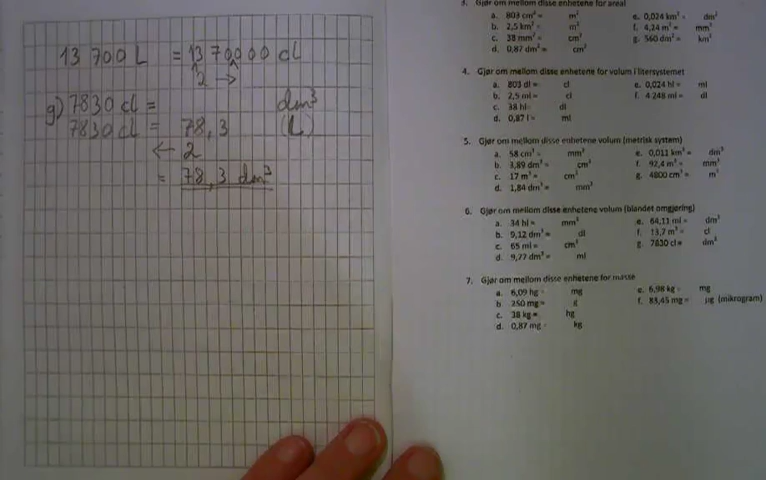 13 700 L = 1370000 cl
2 →
g) 7830 cl = dm³
7830 cl = 78,3 (L)
← 2
= 78,3 dm³
3. Gjør om mellom disse enhetene for areal
a. 803 cm² = m²
b. 2,5 km² = m²
c. 38 mm² = cm²
d. 0,87 dm² = cm²
e. 0,024 km² = dm²
f. 4,24 m² = mm²
g. 560 dm² = km²
4. Gjør om mellom disse enhetene for volum i litersystemet
a. 803 dl = cl
b. 2,5 ml = cl
c. 38 hl = dl
d. 0,87 l = ml
e. 0,024 hl = ml
f. 4 248 ml = dl
5. Gjør om mellom disse enhetene volum (metrisk system)
a. 58 cm³ = mm³
b. 3,89 dm³ = cm³
c. 17 m³ = cm³
d. 1,84 dm³ = mm³
e. 0,011 km³ = dm³
f. 92,4 m³ = mm³
g. 4800 cm³ = m³
6. Gjør om mellom disse enhetene volum (blandet omgjøring)
a. 34 hl = mm³
b. 9,12 dm³ = dl
c. 65 ml = cm³
d. 9,77 dm³ = ml
e. 64,11 ml = dm³
f. 13,7 m³ = cl
g. 7830 cl = dm³
7. Gjør om mellom disse enhetene for masse
a. 6,09 hg = mg
b. 250 mg = g
c. 38 kg = hg
d. 0,87 mg = kg
e. 6,98 kg = mg
f. 83,45 mg = µg (mikrogram)